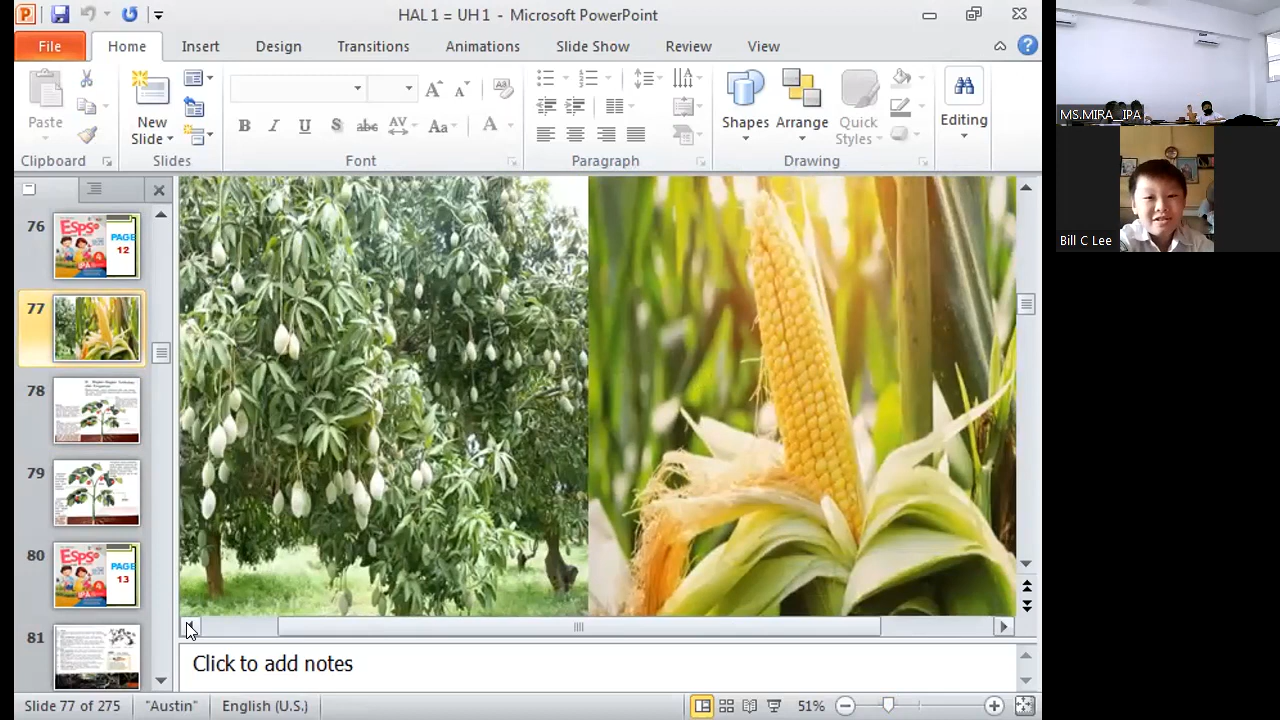 HAL 1 = UH 1 - Microsoft PowerPoint
File
Home
Insert
Design
Transitions
Animations
Slide Show
Review
View
Paste
New
Slide
Shapes
Arrange
Quick
Styles
Editing
Clipboard
Slides
Font
Paragraph
Drawing
MS.MIRA_IPA
Bill C Lee
76
ESPS
PAGE
12
77
78
79
80
ESPS
PAGE
13
81
Click to add notes
Slide 77 of 275
"Austin"
English (U.S.)
51%